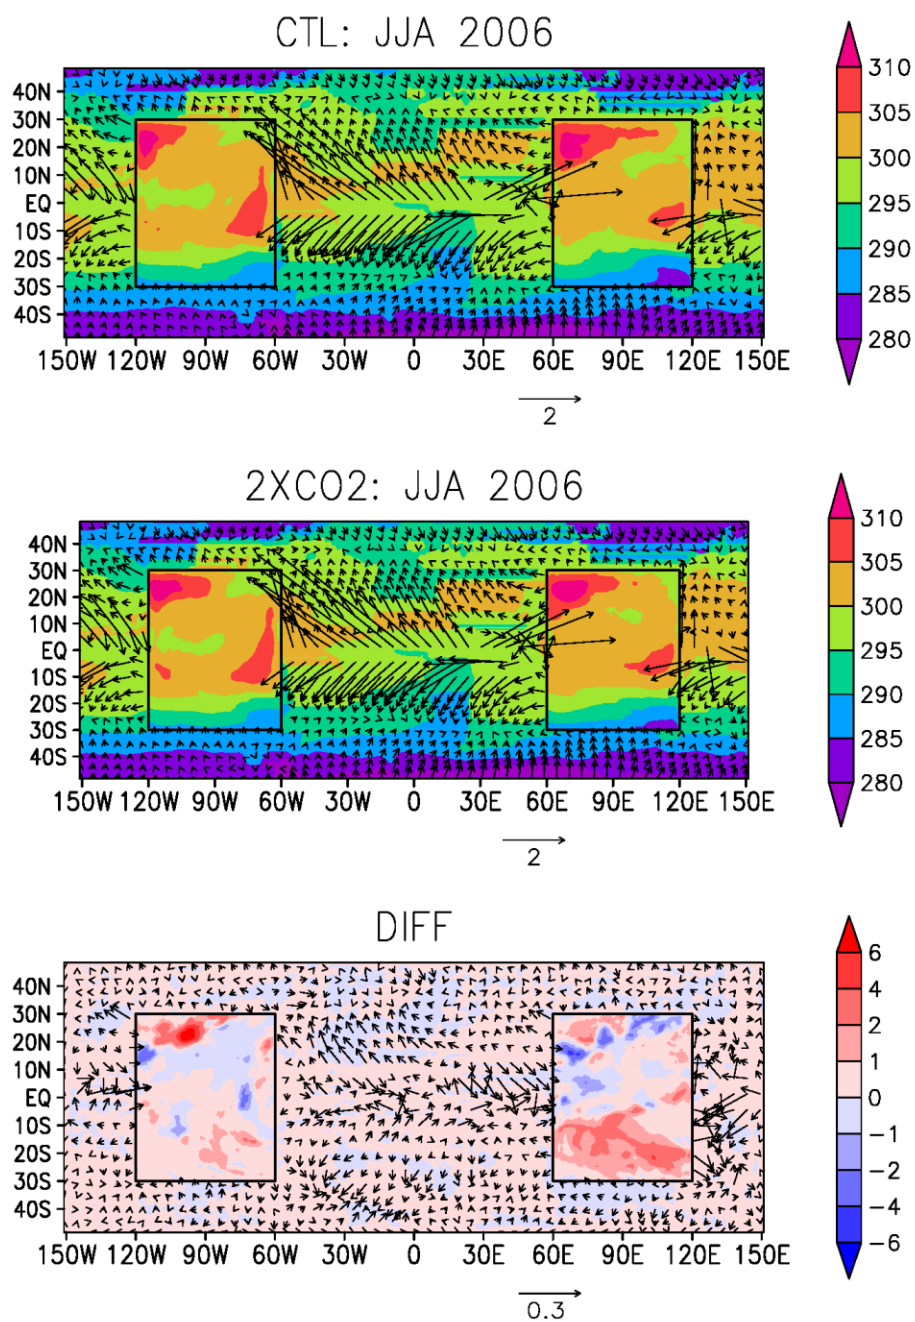 CTL: JJA 2006
40N
30N
20N
10N
EQ
10S
20S
30S
40S
150W 120W 90W 60W 30W 0 30E 60E 90E 120E 150E
310
305
300
295
290
285
280
2
2XCO2: JJA 2006
40N
30N
20N
10N
EQ
10S
20S
30S
40S
150W 120W 90W 60W 30W 0 30E 60E 90E 120E 150E
310
305
300
295
290
285
280
2
DIFF
40N
30N
20N
10N
EQ
10S
20S
30S
40S
150W 120W 90W 60W 30W 0 30E 60E 90E 120E 150E
6
4
2
1
0
−1
−2
−4
−6
0.3